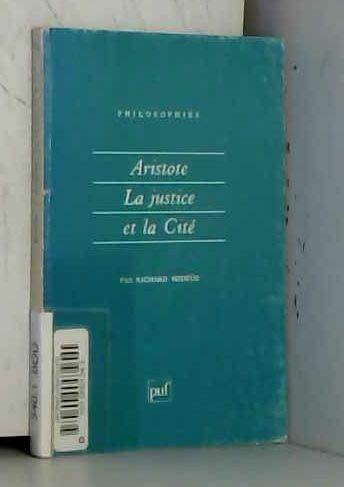 PHILOSOPHIES
Aristote
La justice
et la Cité
PAR RICHARD BODÉÜS
puf